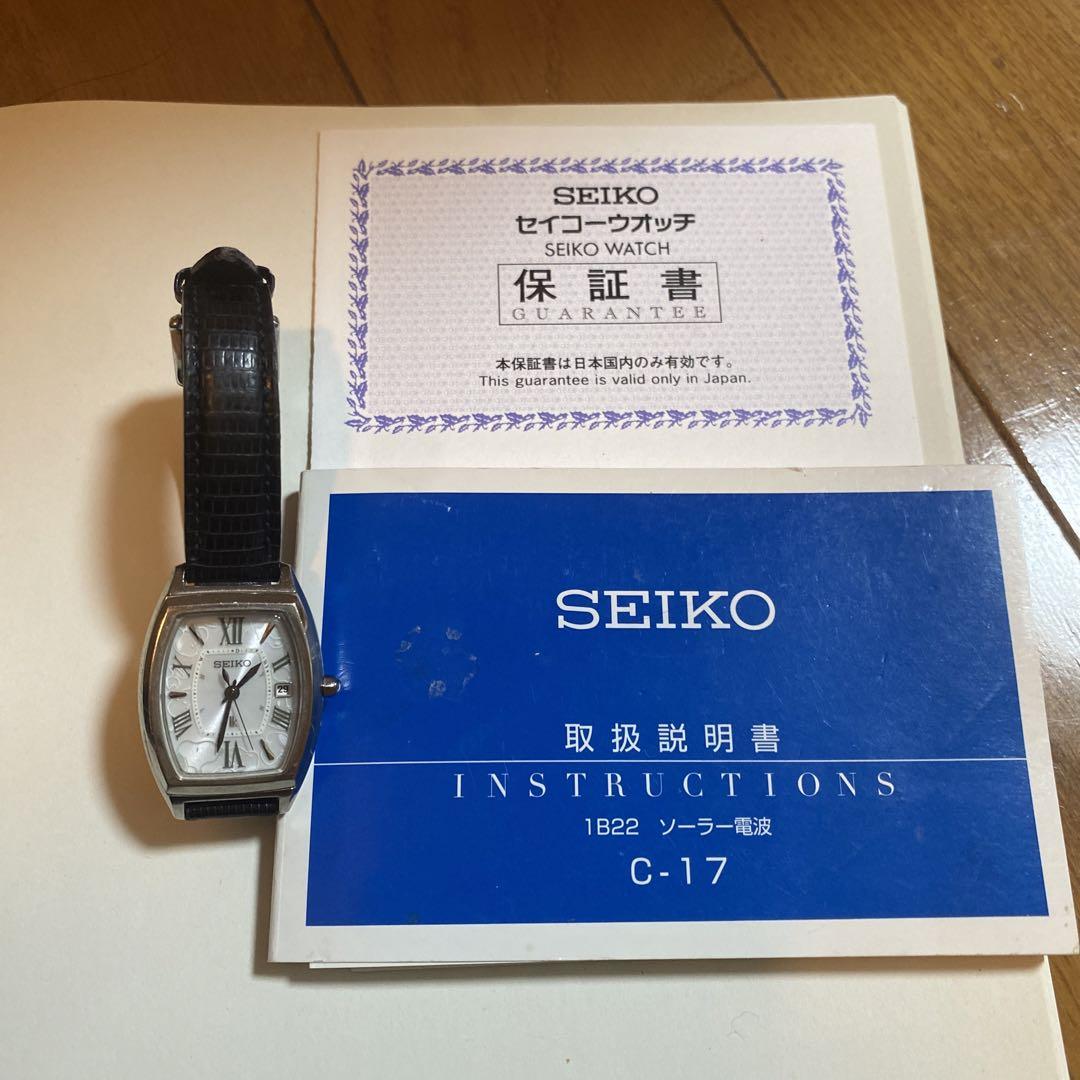 SEIKO
セイコーウオッチ
SEIKO WATCH
保証書
GUARANTEE
本保証書は日本国内のみ有効です。
This guarantee is valid only in Japan.
SEIKO
取扱説明書
INSTRUCTIONS
1B22 ソーラー電波
C-17
XII
SEIKO
29